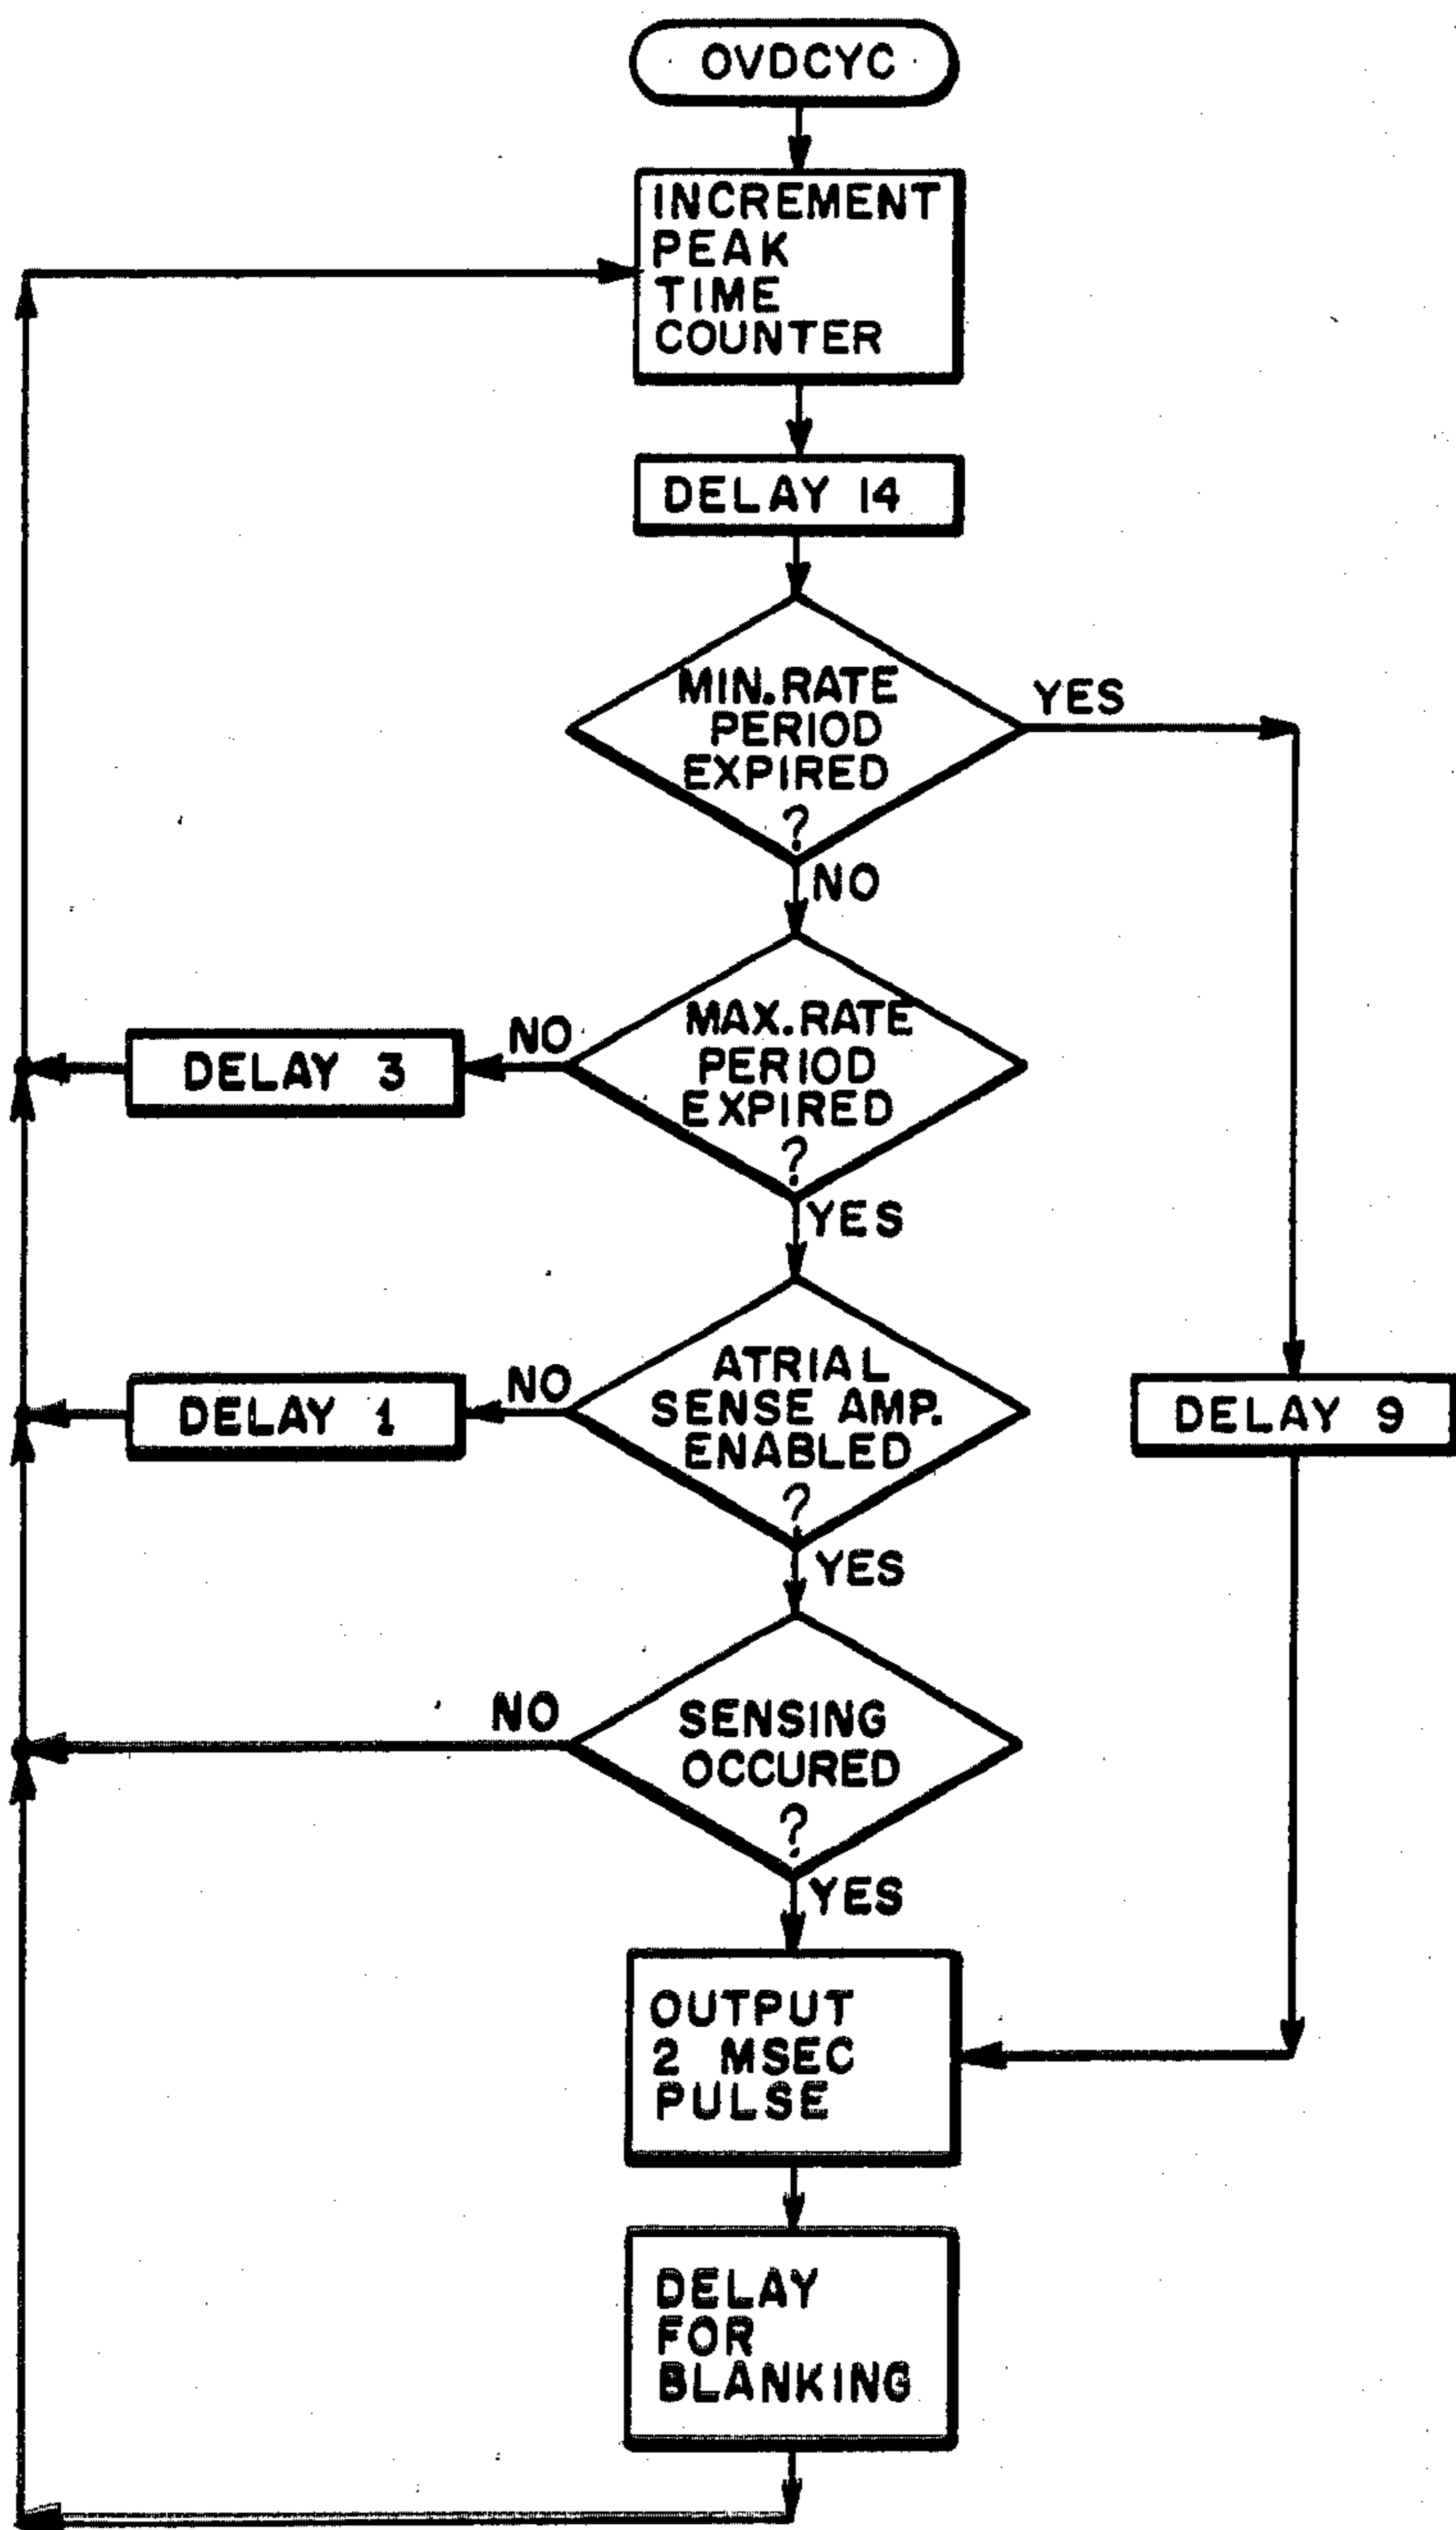 OVDCYC
INCREMENT
PEAK
TIME
COUNTER
DELAY 14
MIN. RATE
PERIOD
EXPIRED
?
YES
NO
MAX. RATE
PERIOD
EXPIRED
?
NO
DELAY 3
YES
ATRIAL
SENSE AMP.
ENABLED
?
NO
DELAY 1
DELAY 9
YES
SENSING
OCCURED
?
NO
YES
OUTPUT
2 MSEC
PULSE
DELAY
FOR
BLANKING